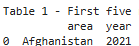 Table 1 - First five
area year
0 Afghanistan 2021